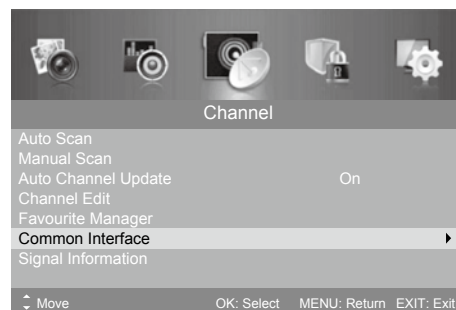 Channel
Auto Scan
Manual Scan
Auto Channel Update On
Channel Edit
Favourite Manager
Common Interface
Signal Information
Move OK: Select MENU: Return EXIT: Exit